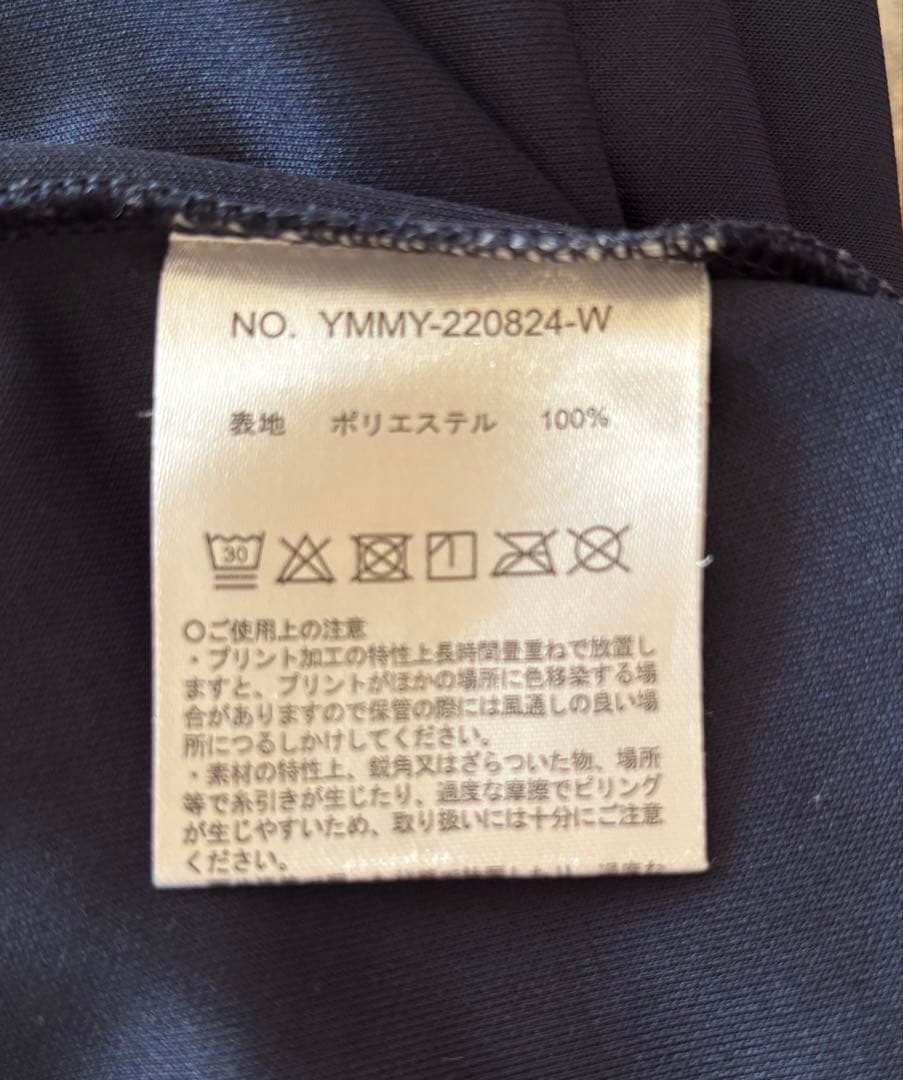 NO. YMMY-220824-W
表地 ポリエステル 100%
30
〇ご使用上の注意
・プリント加工の特性上長時間畳重ねで放置し
ますと、プリントがほかの場所に色移染する場
合がありますので保管の際には風通しの良い場
所につるしかけしてください。
・素材の特性上、鋭角又はざらついた物、場所
等で糸引きが生じたり、過度な摩擦でピリング
が生じやすいため、取り扱いには十分にご注意
ください。